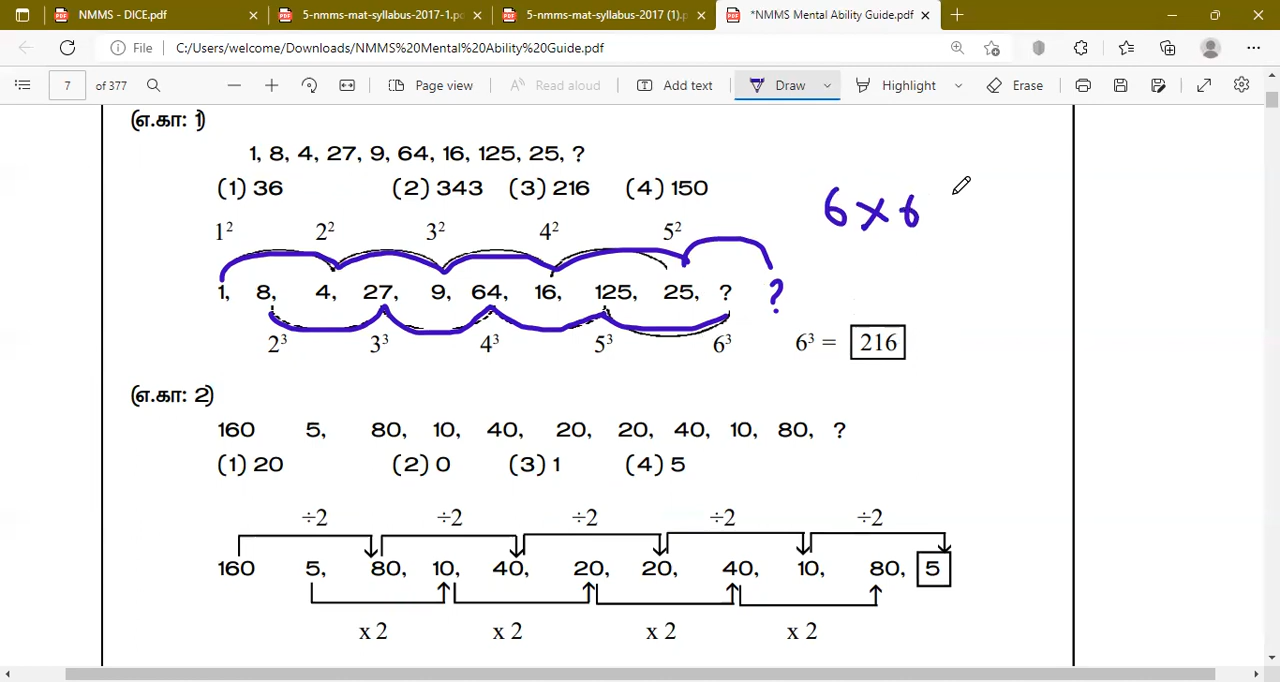 NMMS - DICE.pdf
5-nmms-mat-syllabus-2017-1.pd
5-nmms-mat-syllabus-2017 (1).pd
*NMMS Mental Ability Guide.pdf
File C:/Users/welcome/Downloads/NMMS%20Mental%20Ability%20Guide.pdf
7 of 377 Page view Read aloud Add text Draw Highlight Erase
(எ.கா: 1)
1, 8, 4, 27, 9, 64, 16, 125, 25, ?
(1) 36 (2) 343 (3) 216 (4) 150
6 × 6
1² 2² 3² 4² 5²
1, 8, 4, 27, 9, 64, 16, 125, 25, ? ?
2³ 3³ 4³ 5³ 6³ 6³ = 216
(எ.கா: 2)
160 5, 80, 10, 40, 20, 20, 40, 10, 80, ?
(1) 20 (2) 0 (3) 1 (4) 5
÷2 ÷2 ÷2 ÷2 ÷2
160 5, 80, 10, 40, 20, 20, 40, 10, 80, 5
x 2 x 2 x 2 x 2